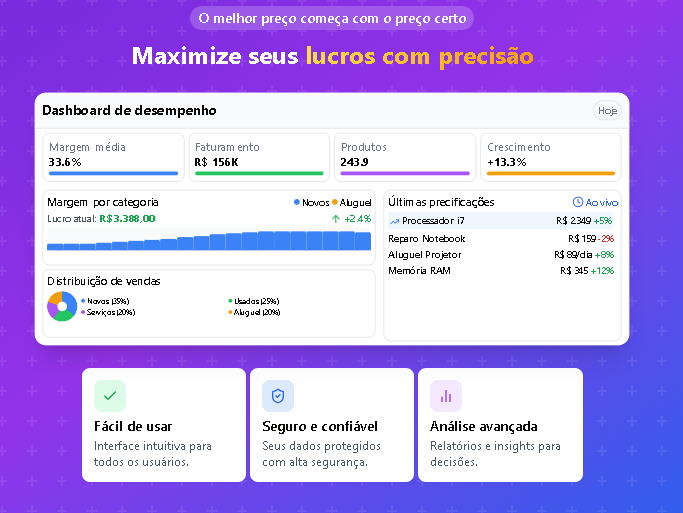 O melhor preço começa com o preço certo
Maximize seus lucros com precisão
Dashboard de desempenho
Hoje
Margem média
33.6%
Faturamento
R$ 156K
Produtos
243.9
Crescimento
+13.3%
Margem por categoria
Novos
Aluguel
Lucro atual: R$3.388,00
+2.4%
Distribuição de vendas
Novos (35%)
Usados (25%)
Serviços (20%)
Aluguel (20%)
Últimas precificações
Ao vivo
Processador i7
R$ 2349 +5%
Reparo Notebook
R$ 159 -2%
Aluguel Projetor
R$ 89/dia +8%
Memória RAM
R$ 345 +12%
Fácil de usar
Interface intuitiva para
todos os usuários.
Seguro e confiável
Seus dados protegidos
com alta segurança.
Análise avançada
Relatórios e insights para
decisões.